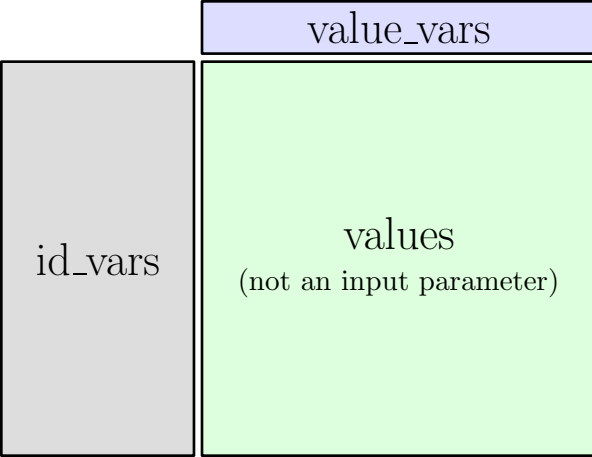 value_vars
id_vars
values
(not an input parameter)